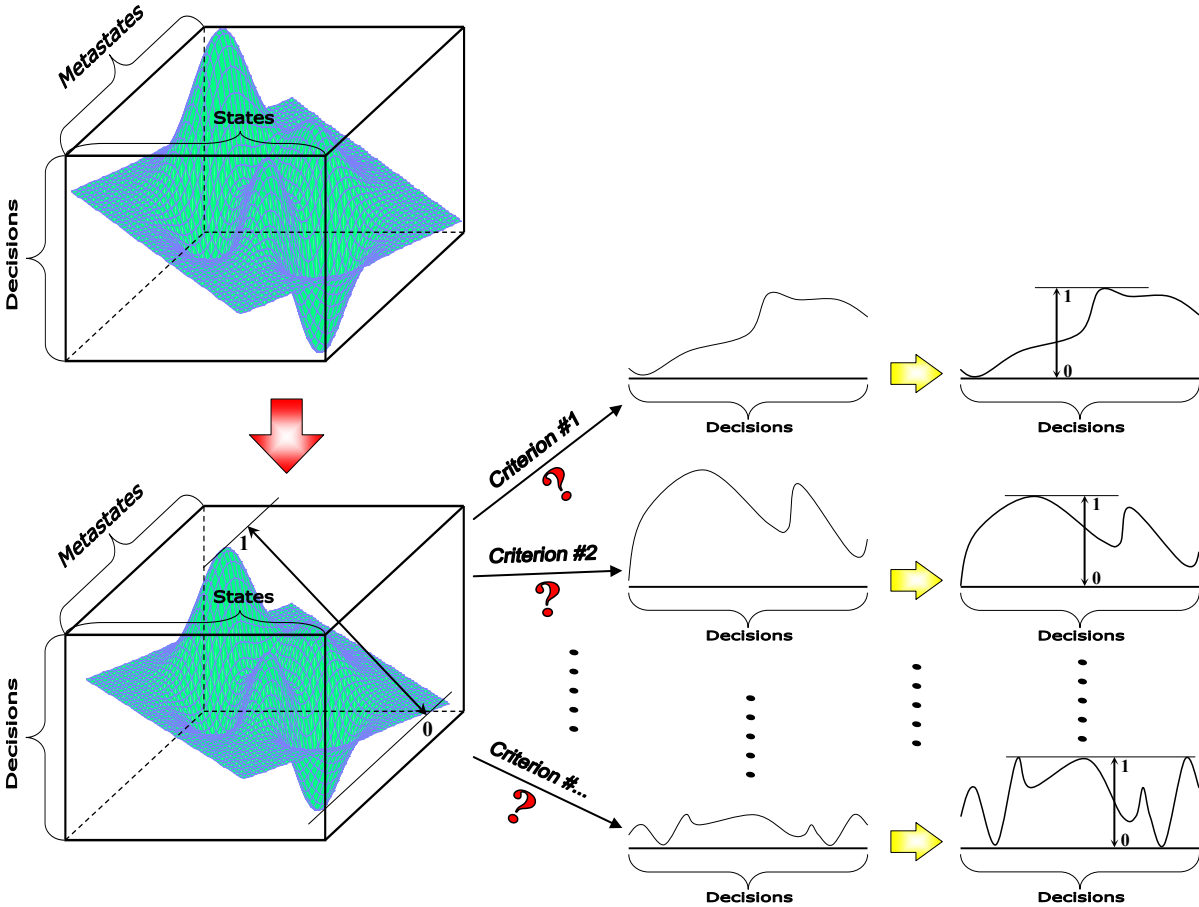 Metastates
States
Decisions
Metastates
1
States
Decisions
0
Criterion #1
?
Criterion #2
?
Criterion #...
?
Decisions
1
0
Decisions
Decisions
1
0
Decisions
Decisions
1
0
Decisions